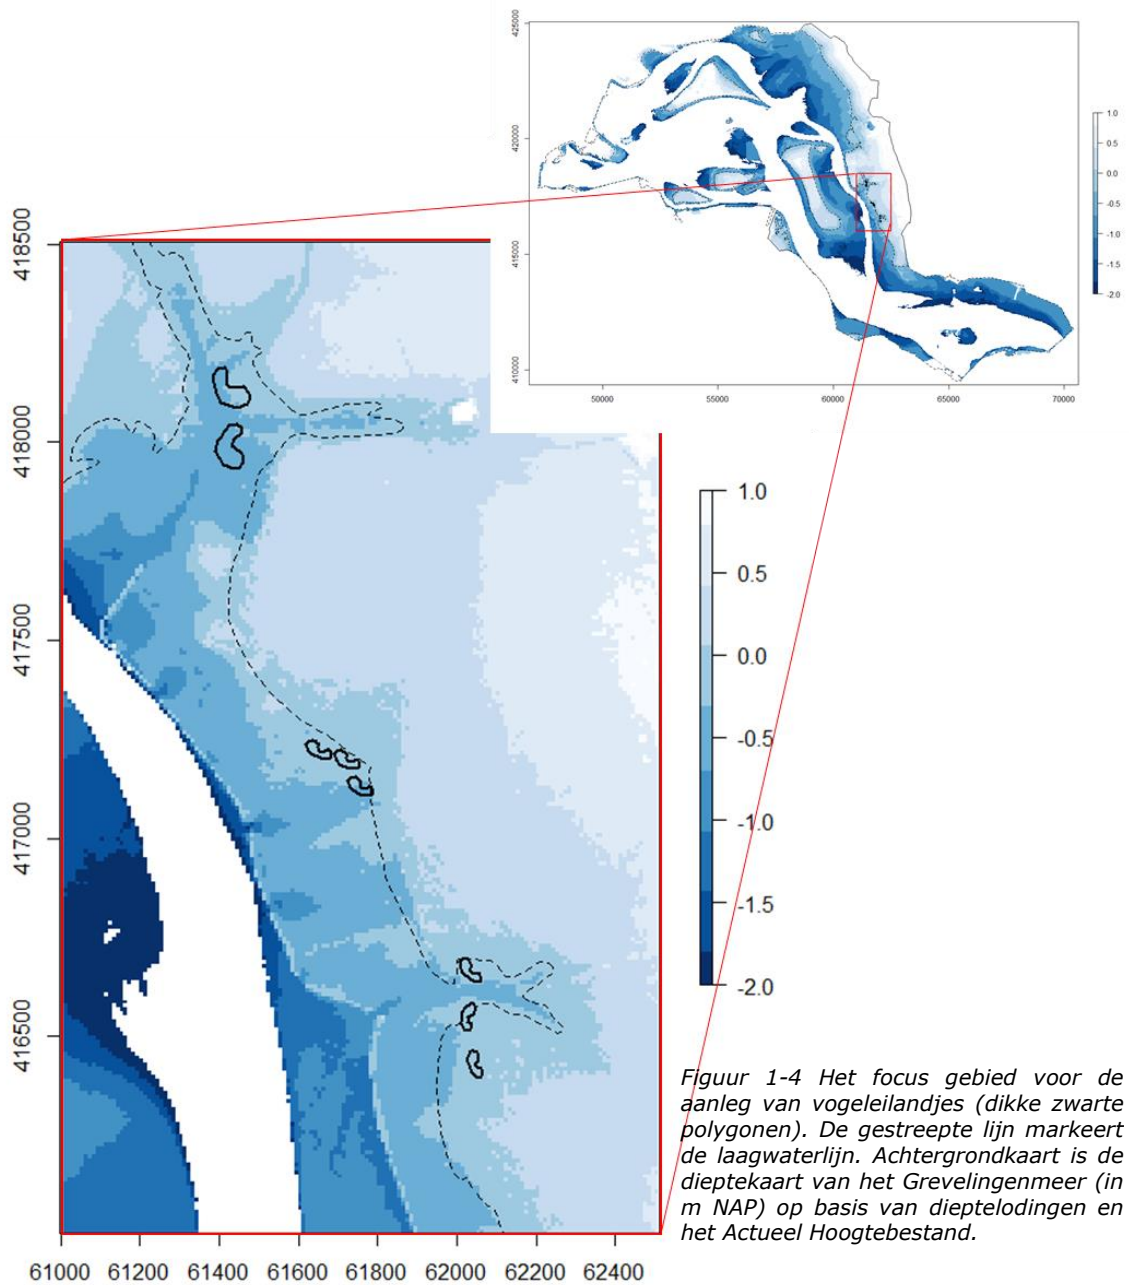 425000
420000
415000
410000
50000 55000 60000 65000 70000
1.0
0.5
0.0
-0.5
-1.0
-1.5
-2.0
418500
418000
417500
417000
416500
61000 61200 61400 61600 61800 62000 62200 62400
1.0
0.5
0.0
-0.5
-1.0
-1.5
-2.0
Figuur 1-4 Het focus gebied voor de
aanleg van vogeleilandjes (dikke zwarte
polygonen). De gestreepte lijn markeert
de laagwaterlijn. Achtergrondkaart is de
dieptekaart van het Grevelingenmeer (in
m NAP) op basis van dieptelodingen en
het Actueel Hoogtebestand.